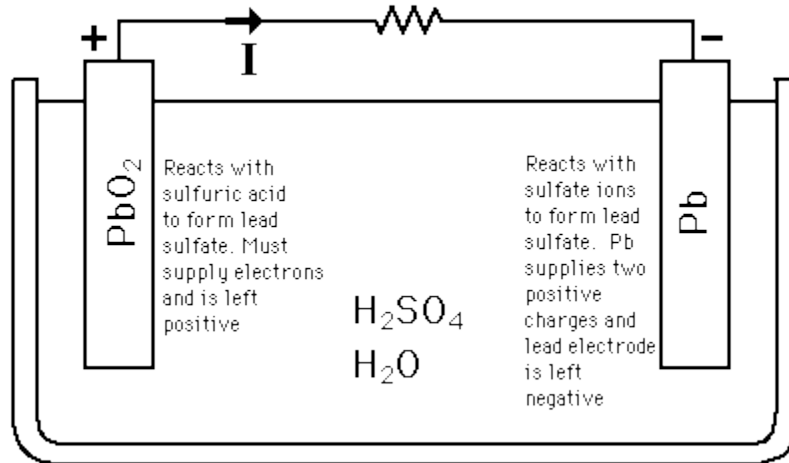 +
-
I
PbO₂
Reacts with
sulfuric acid
to form lead
sulfate. Must
supply electrons
and is left
positive
H₂SO₄
H₂O
Reacts with
sulfate ions
to form lead
sulfate. Pb
supplies two
positive
charges and
lead electrode
is left
negative
Pb